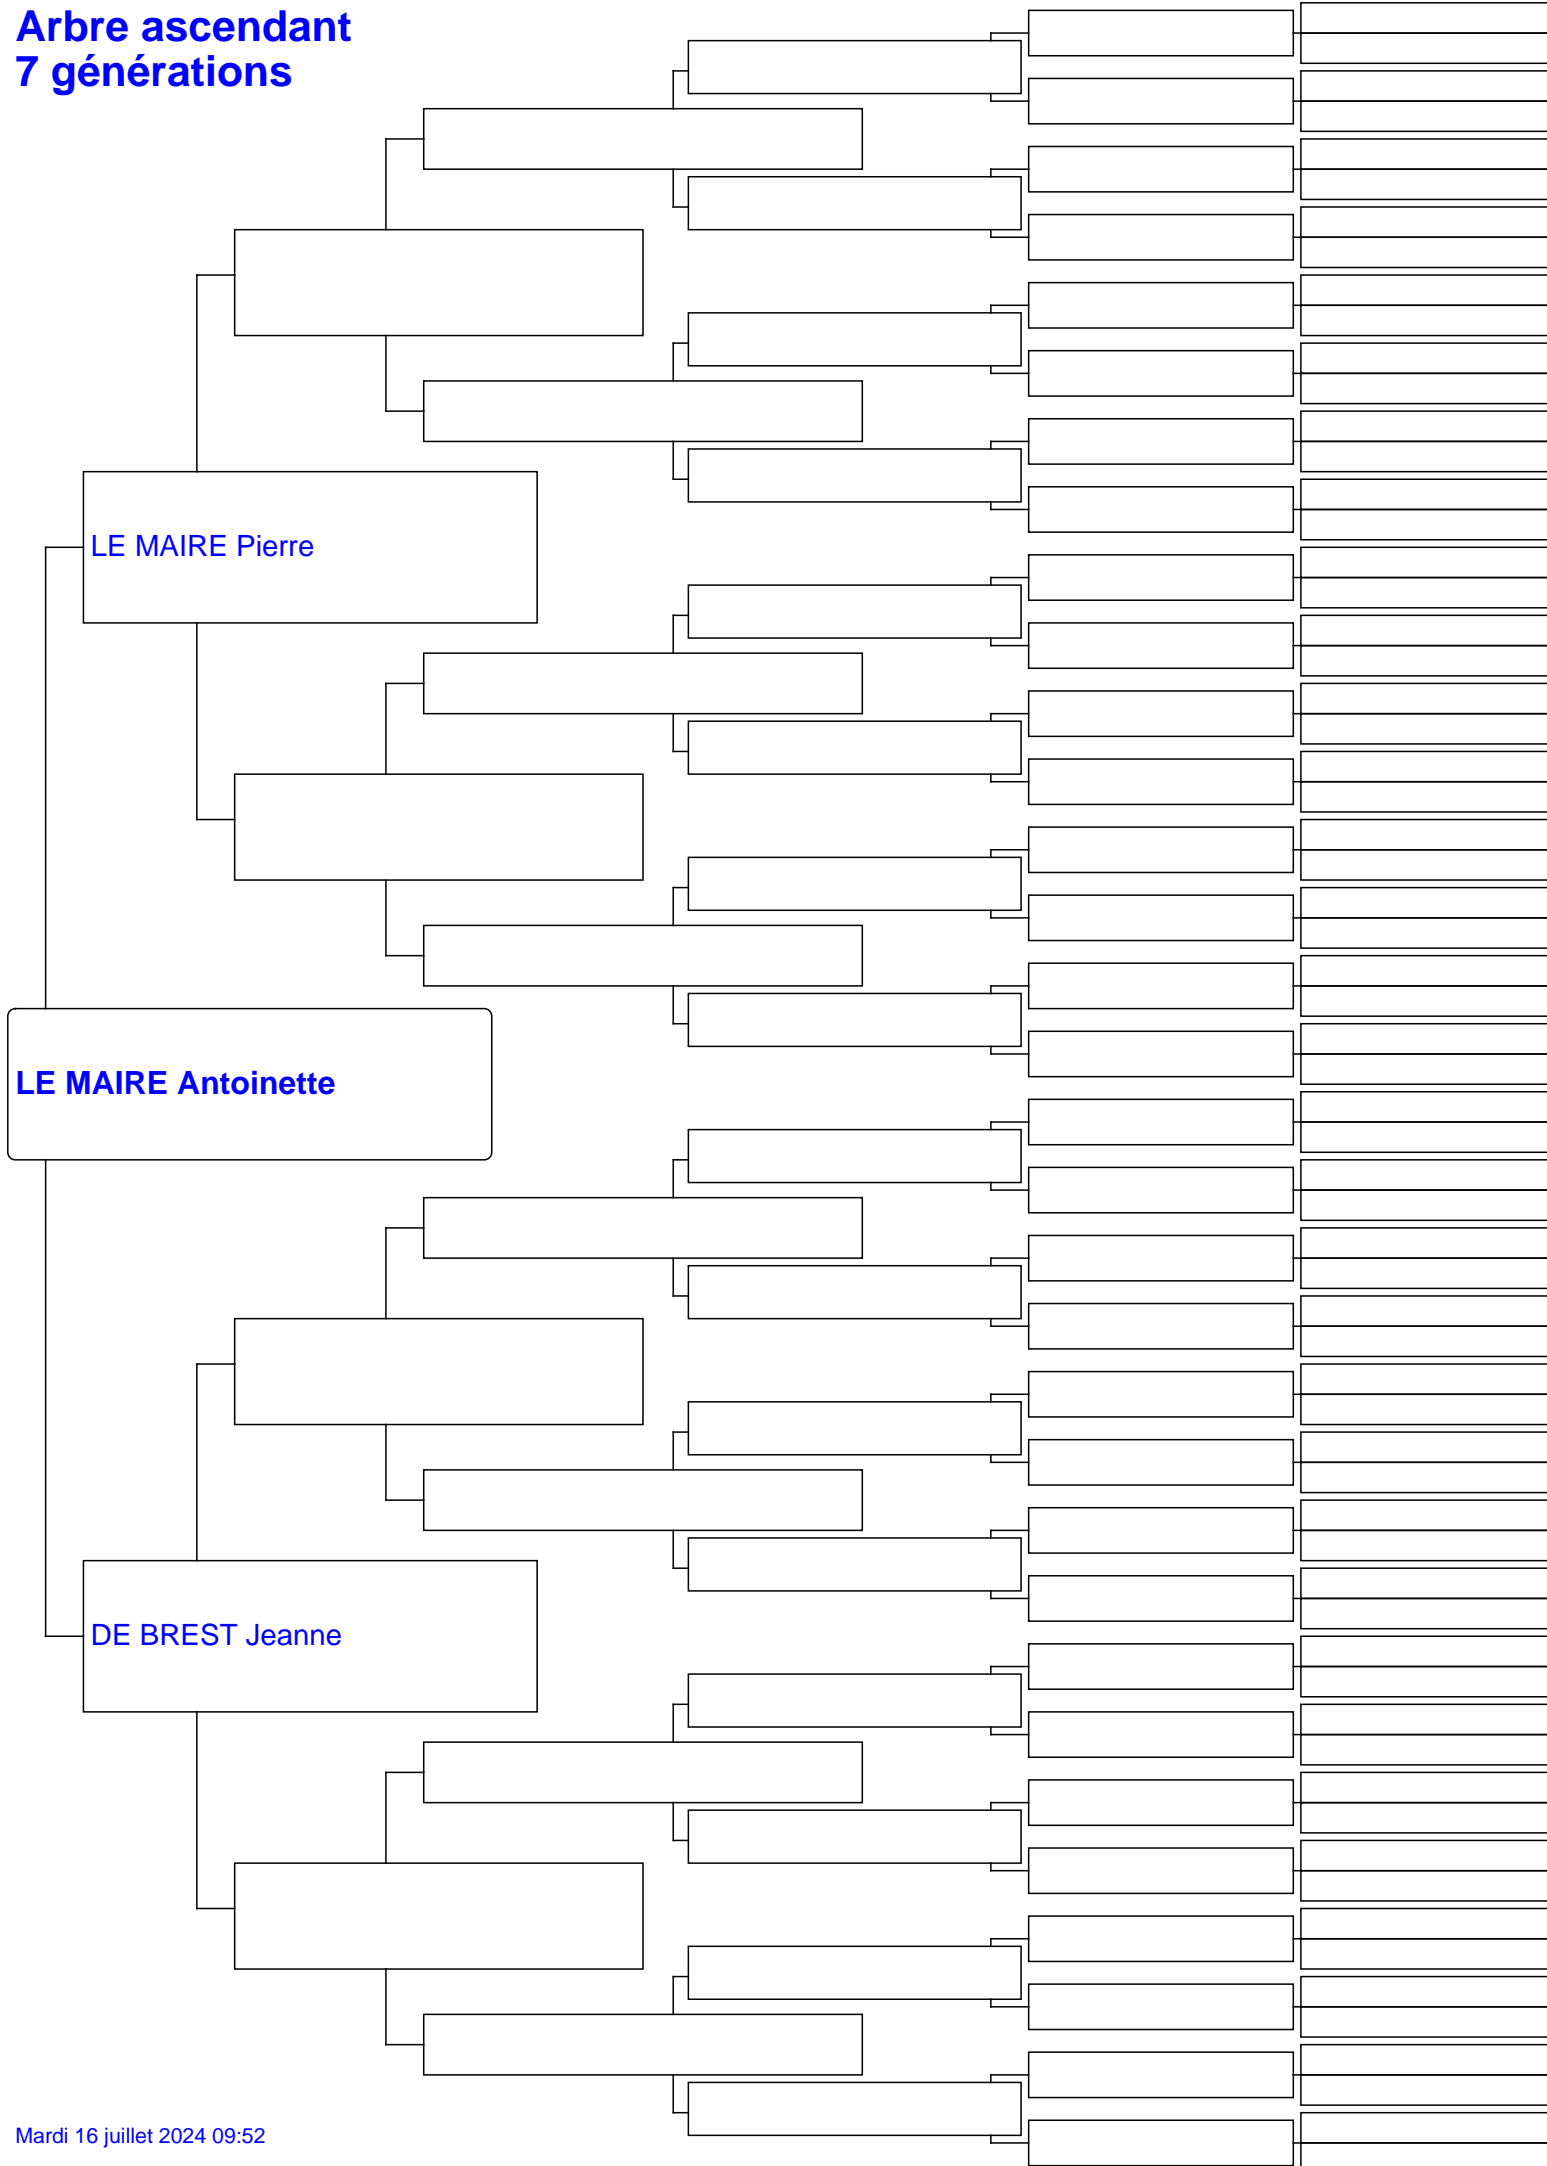 Arbre ascendant
7 générations
LE MAIRE Pierre
LE MAIRE Antoinette
DE BREST Jeanne
Mardi 16 juillet 2024 09:52